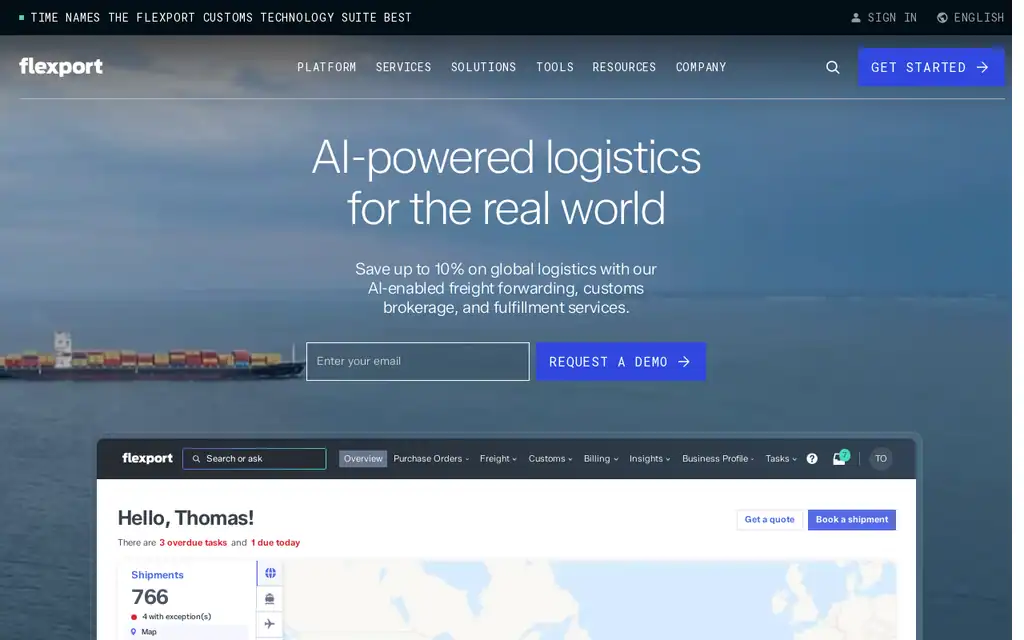 TIME NAMES THE FLEXPORT CUSTOMS TECHNOLOGY SUITE BEST
SIGN IN
ENGLISH
flexport
PLATFORM
SERVICES
SOLUTIONS
TOOLS
RESOURCES
COMPANY
GET STARTED
AI-powered logistics
for the real world
Save up to 10% on global logistics with our
AI-enabled freight forwarding, customs
brokerage, and fulfillment services.
Enter your email
REQUEST A DEMO
flexport
Search or ask
Overview
Purchase Orders
Freight
Customs
Billing
Insights
Business Profile
Tasks
?
7
TO
Hello, Thomas!
Get a quote
Book a shipment
There are 3 overdue tasks and 1 due today
Shipments
766
4 with exception(s)
Map